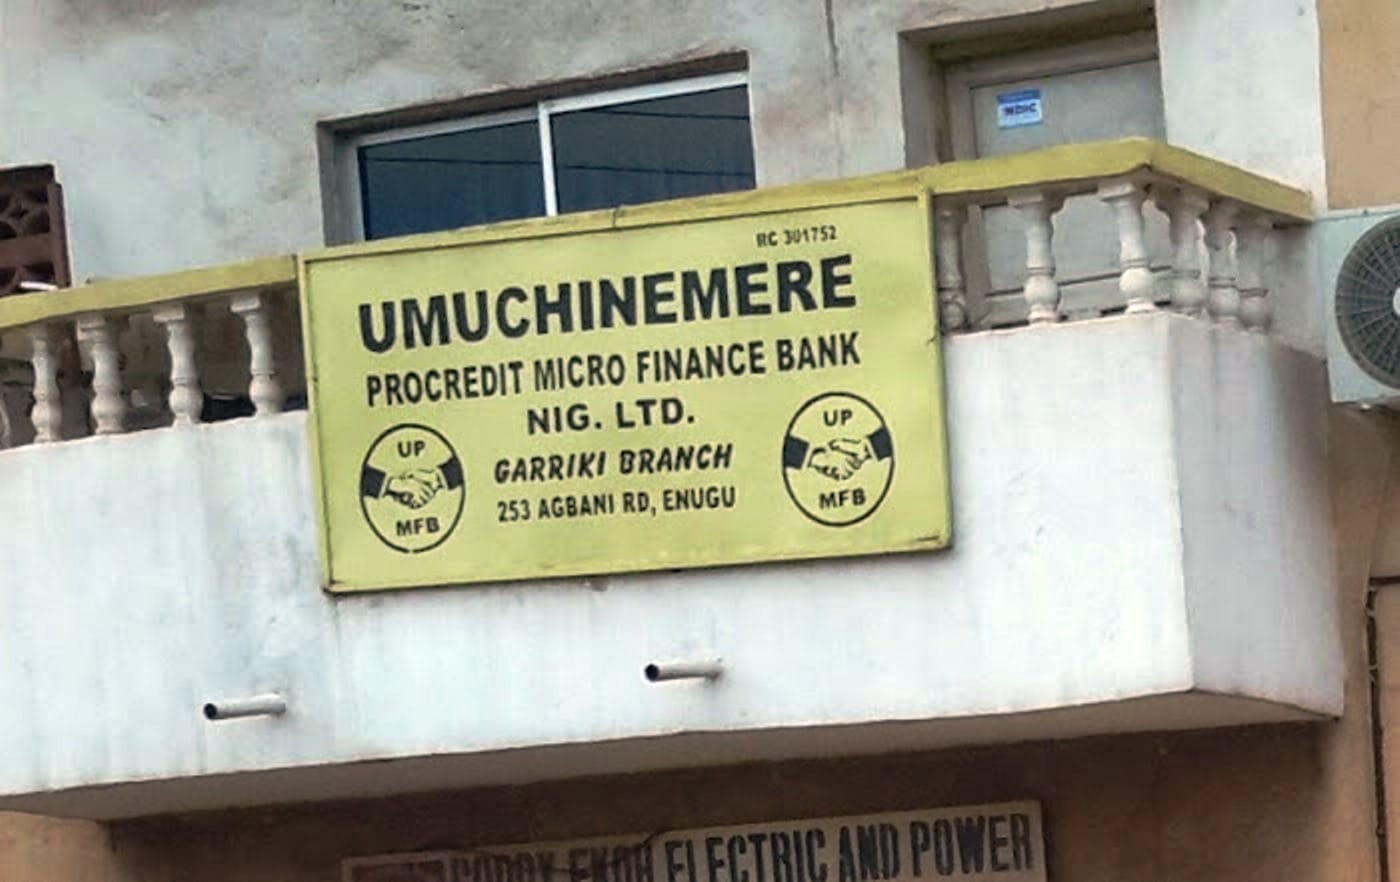 NDIC
RC 301752
UMUCHINEMERE
PROCREDIT MICRO FINANCE BANK
NIG. LTD.
GARRIKI BRANCH
253 AGBANI RD, ENUGU
UP
MFB
UP
MFB
ELECTRIC AND POWER